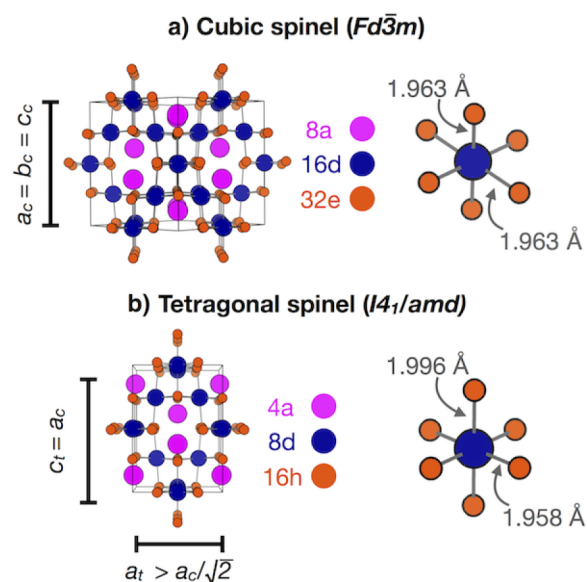 a) Cubic spinel (Fd3̅m)
a_c = b_c = c_c
8a
16d
32e
1.963 Å
1.963 Å
b) Tetragonal spinel (I4₁/amd)
c_t = a_c
4a
8d
16h
1.996 Å
1.958 Å
a_t > a_c/√2